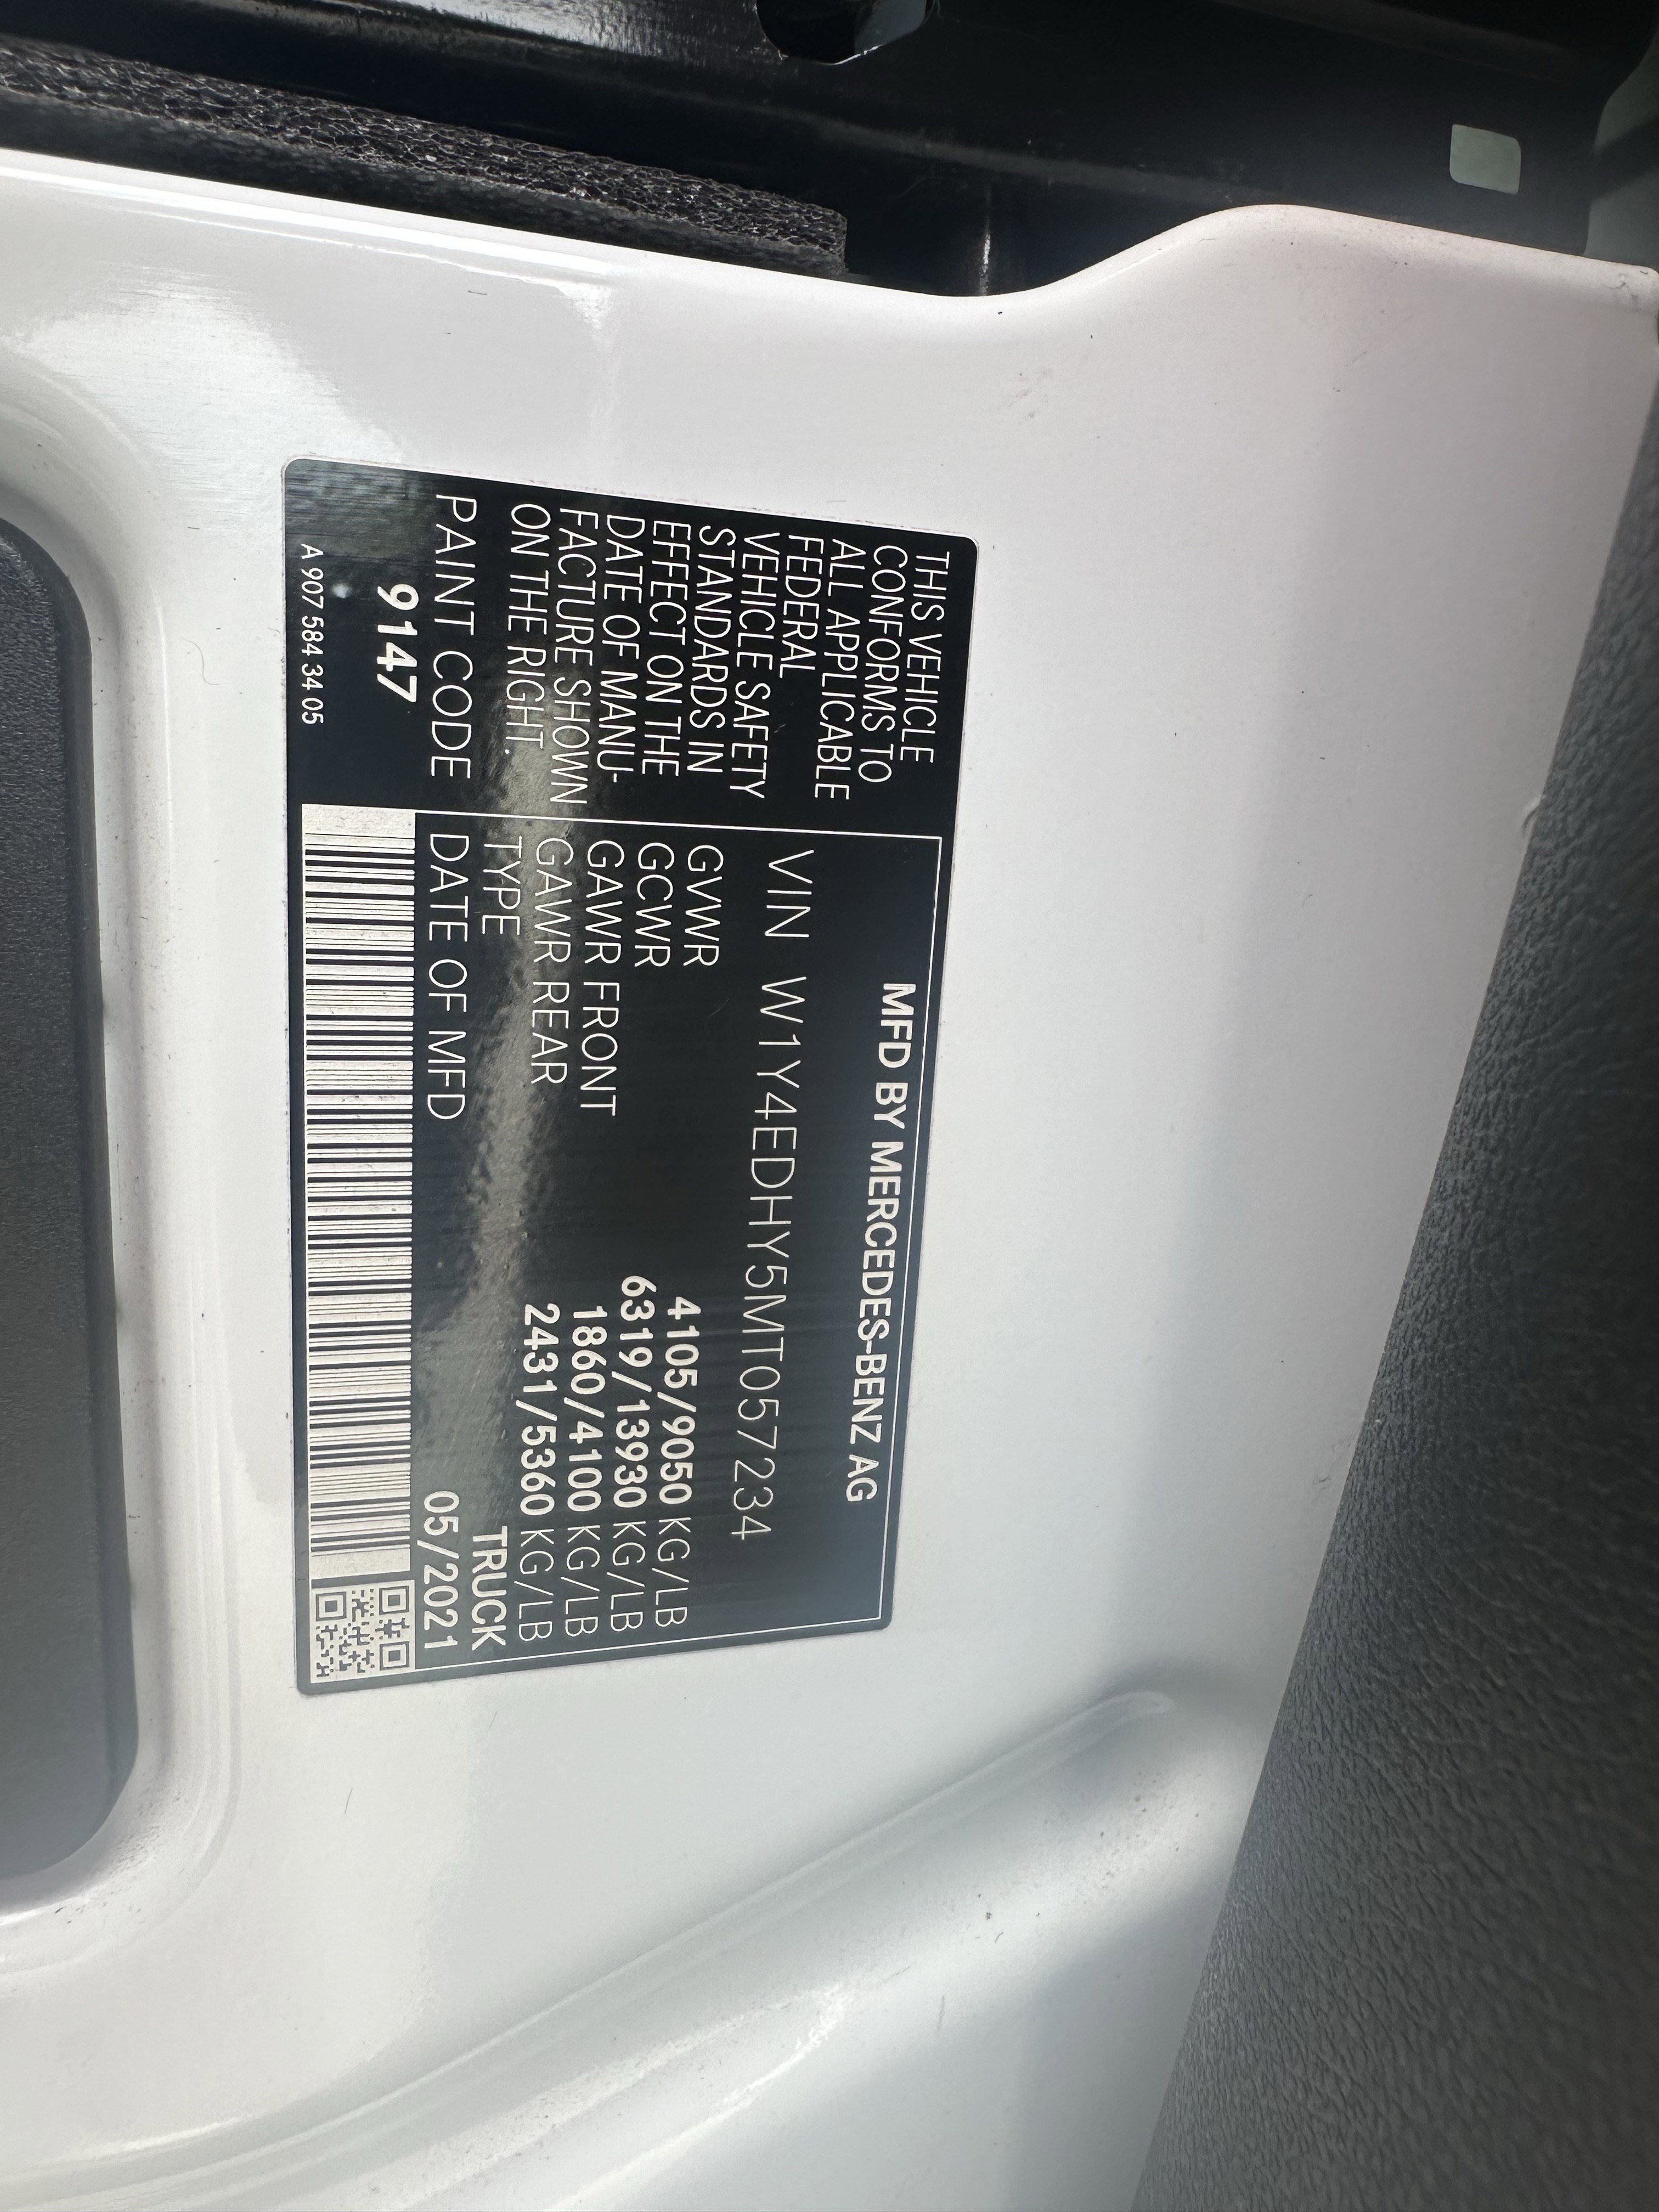 THIS VEHICLE
CONFORMS TO
ALL APPLICABLE
FEDERAL
VEHICLE SAFETY
STANDARDS IN
EFFECT ON THE
DATE OF MANU-
FACTURE SHOWN
ON THE RIGHT.
PAINT CODE
9147
A 907 584 34 05
MFD BY MERCEDES-BENZ AG
VIN W1Y4EDHY5MT057234
GVWR 4105/9050 KG/LB
GCWR 6319/13930 KG/LB
GAWR FRONT 1860/4100 KG/LB
GAWR REAR 2431/5360 KG/LB
TYPE TRUCK
DATE OF MFD 05/2021